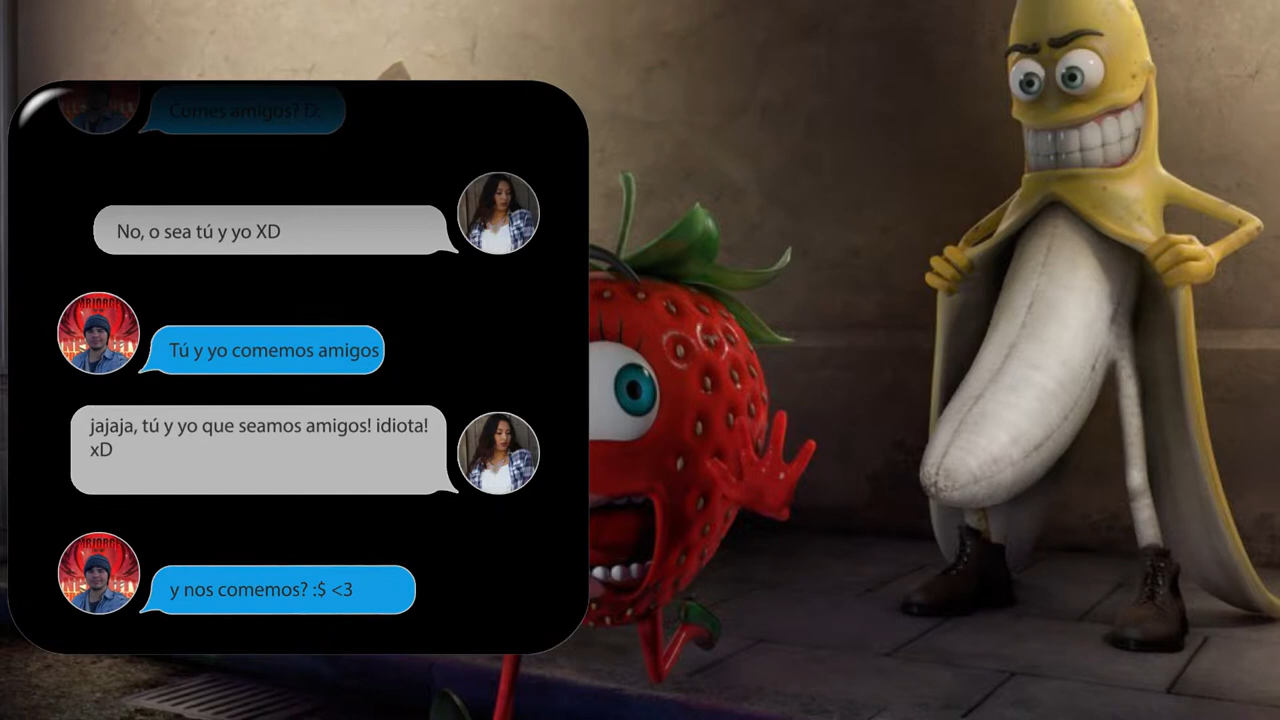 Comes amigos? D:
No, o sea tú y yo XD
Tú y yo comemos amigos
jajaja, tú y yo que seamos amigos! idiota!
xD
y nos comemos? :$ <3